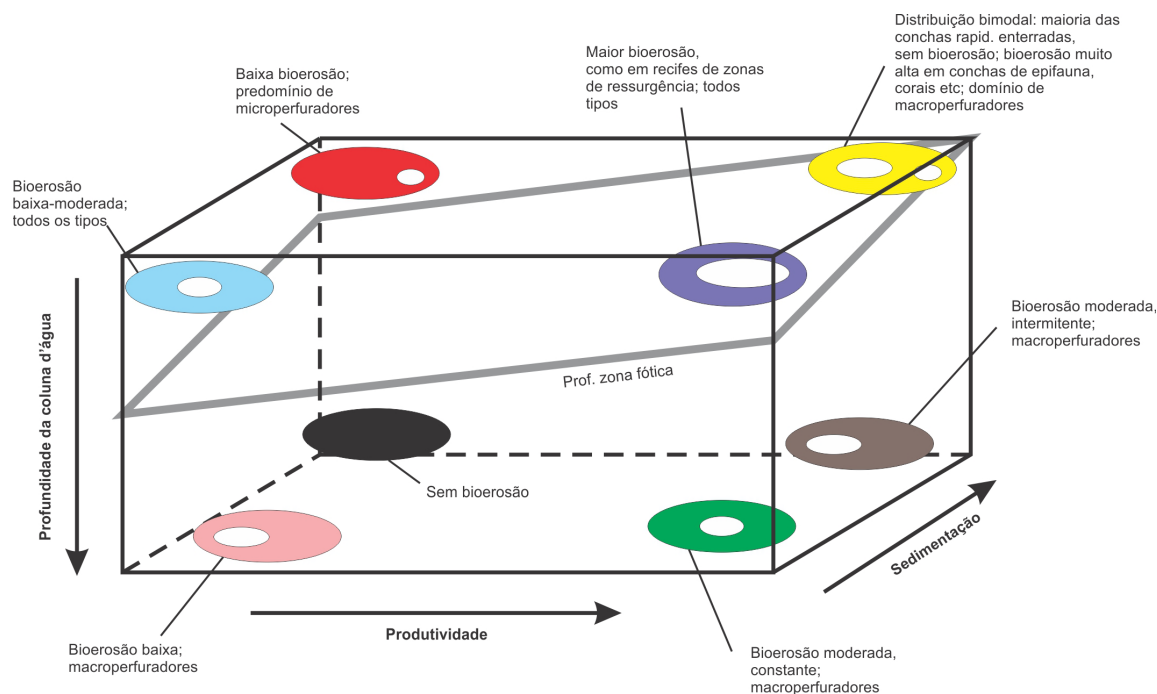 Distribuição bimodal: maioria das
conchas rapid. enterradas,
sem bioerosão; bioerosão muito
alta em conchas de epifauna,
corais etc; domínio de
macroperfuradores
Maior bioerosão,
como em recifes de zonas
de ressurgência; todos
tipos
Baixa bioerosão;
predomínio de
microperfuradores
Bioerosão
baixa-moderada;
todos os tipos
Bioerosão moderada,
intermitente;
macroperfuradores
Profundidade da coluna d'água
Prof. zona fótica
Sem bioerosão
Sedimentação
Produtividade
Bioerosão baixa;
macroperfuradores
Bioerosão moderada,
constante;
macroperfuradores